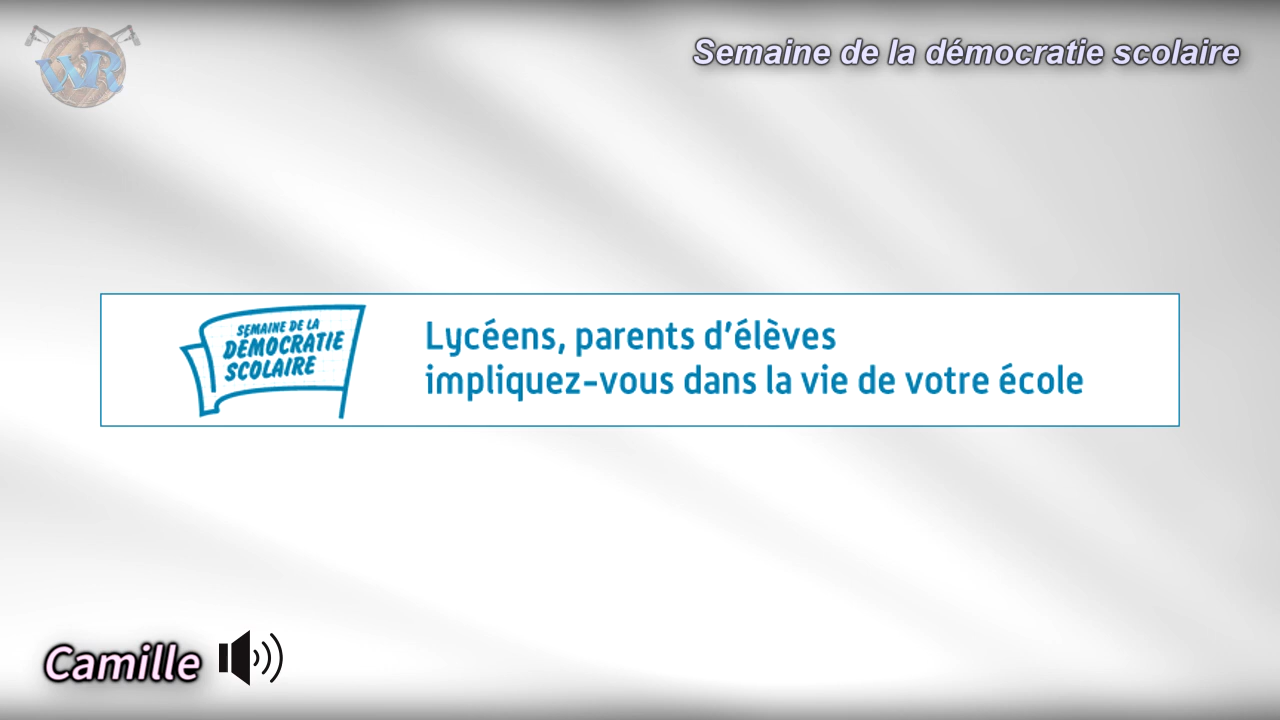 WR
Semaine de la démocratie scolaire
SEMAINE DE LA
DÉMOCRATIE
SCOLAIRE
Lycéens, parents d'élèves
impliquez-vous dans la vie de votre école
Camille